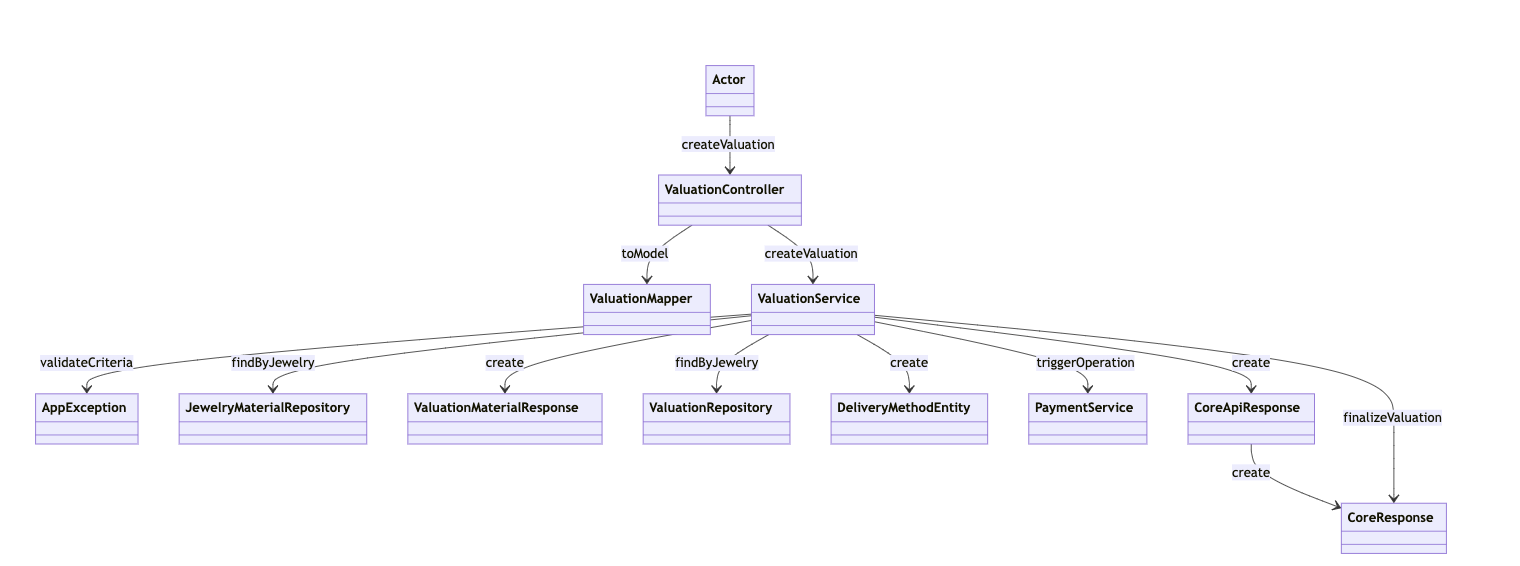 Actor
createValuation
ValuationController
toModel
createValuation
ValuationMapper
ValuationService
validateCriteria
findByJewelry
create
findByJewelry
create
triggerOperation
create
AppException
JewelryMaterialRepository
ValuationMaterialResponse
ValuationRepository
DeliveryMethodEntity
PaymentService
CoreApiResponse
finalizeValuation
create
CoreResponse